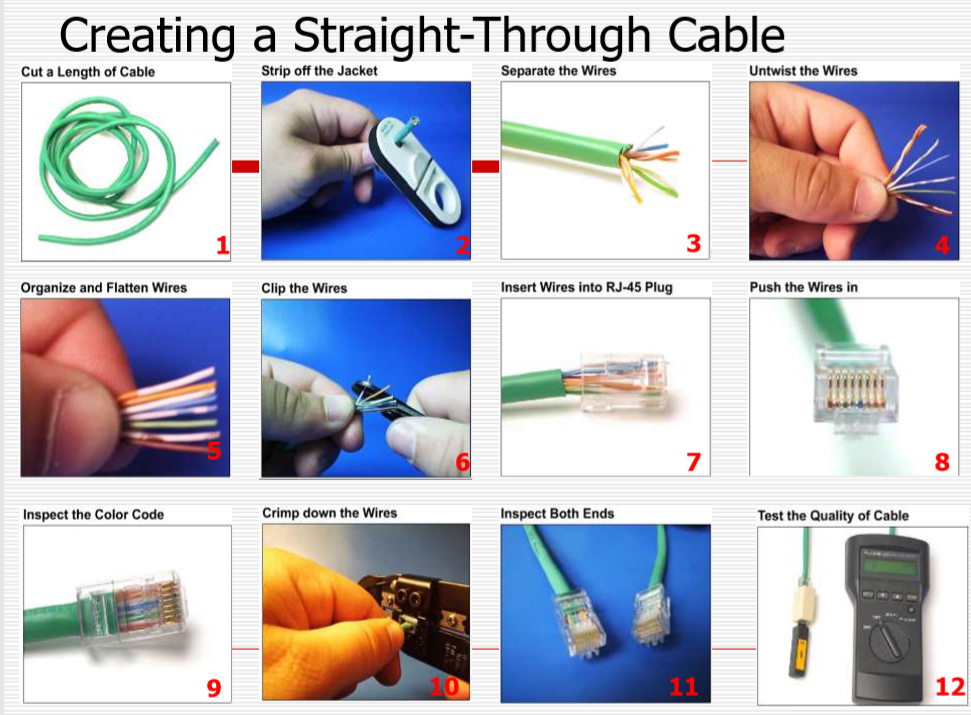 Creating a Straight-Through Cable
Cut a Length of Cable
1
Strip off the Jacket
2
Separate the Wires
3
Untwist the Wires
4
Organize and Flatten Wires
5
Clip the Wires
6
Insert Wires into RJ-45 Plug
7
Push the Wires in
8
Inspect the Color Code
9
Crimp down the Wires
10
Inspect Both Ends
11
Test the Quality of Cable
12